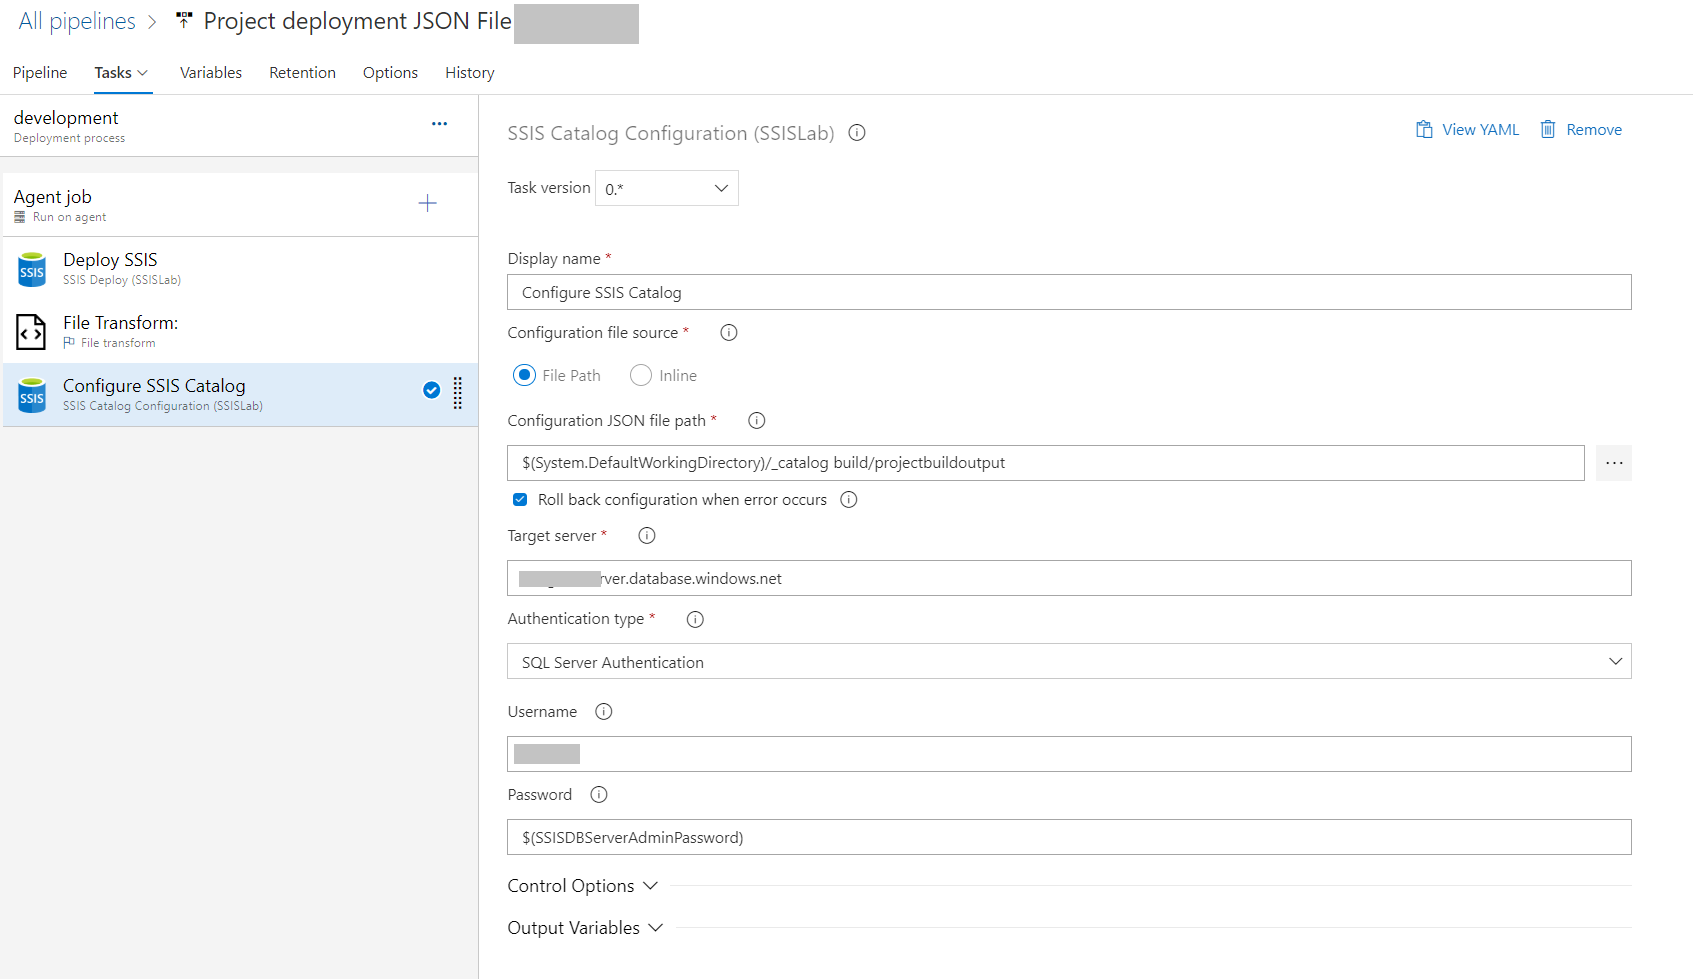 All pipelines > Project deployment JSON File
Pipeline Tasks Variables Retention Options History
development
Deployment process
Agent job
Run on agent
SSIS
Deploy SSIS
SSIS Deploy (SSISLab)
File Transform:
File transform
SSIS
Configure SSIS Catalog
SSIS Catalog Configuration (SSISLab)
SSIS Catalog Configuration (SSISLab)
View YAML Remove
Task version 0.*
Display name *
Configure SSIS Catalog
Configuration file source *
File Path Inline
Configuration JSON file path *
$(System.DefaultWorkingDirectory)/_catalog build/projectbuildoutput
Roll back configuration when error occurs
Target server *
rver.database.windows.net
Authentication type *
SQL Server Authentication
Username
Password
$(SSISDBServerAdminPassword)
Control Options
Output Variables